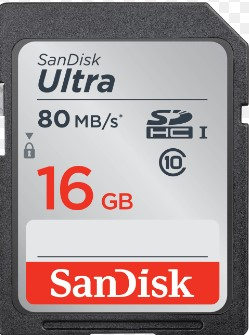 SanDisk
Ultra
80 MB/s*
SD
HC I
10
16 GB
SanDisk